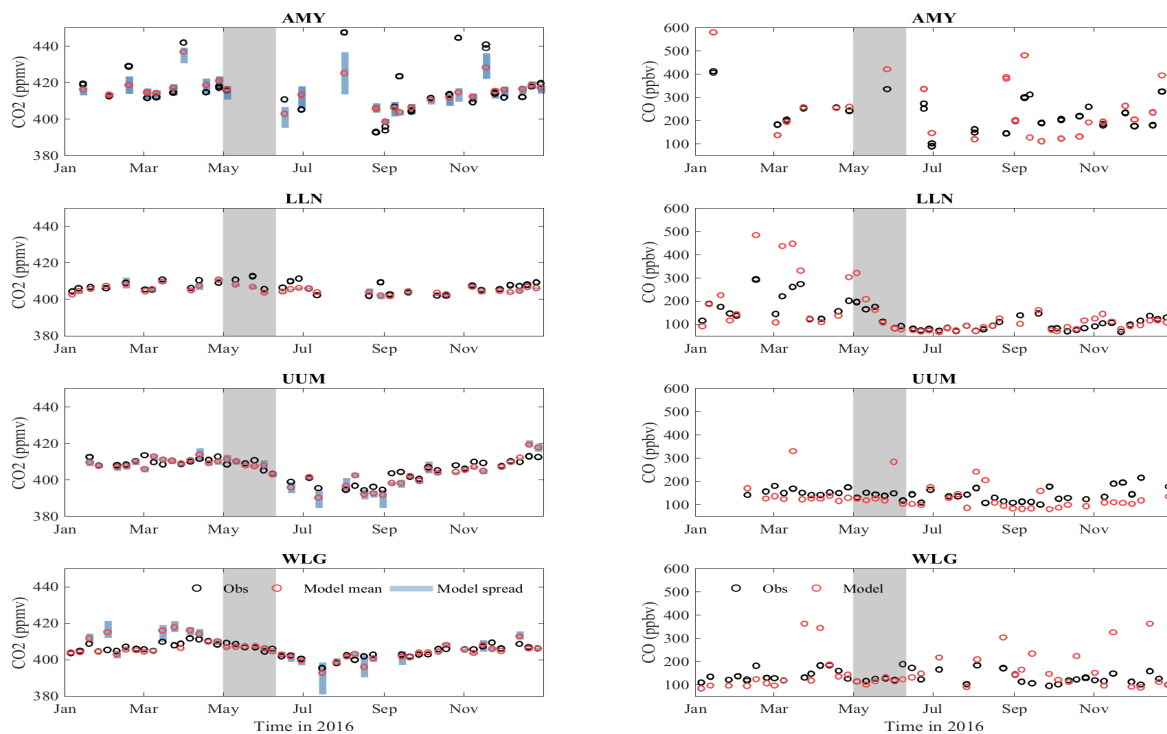 AMY
440
420
400
380
CO2 (ppmv)
Jan Mar May Jul Sep Nov
LLN
440
420
400
380
CO2 (ppmv)
Jan Mar May Jul Sep Nov
UUM
440
420
400
380
CO2 (ppmv)
Jan Mar May Jul Sep Nov
WLG
440
420
400
380
CO2 (ppmv)
Obs Model mean Model spread
Jan Mar May Jul Sep Nov
Time in 2016
AMY
600
500
400
300
200
100
CO (ppbv)
Jan Mar May Jul Sep Nov
LLN
600
500
400
300
200
100
CO (ppbv)
Jan Mar May Jul Sep Nov
UUM
600
500
400
300
200
100
CO (ppbv)
Jan Mar May Jul Sep Nov
WLG
600
500
400
300
200
100
CO (ppbv)
Obs Model
Jan Mar May Jul Sep Nov
Time in 2016